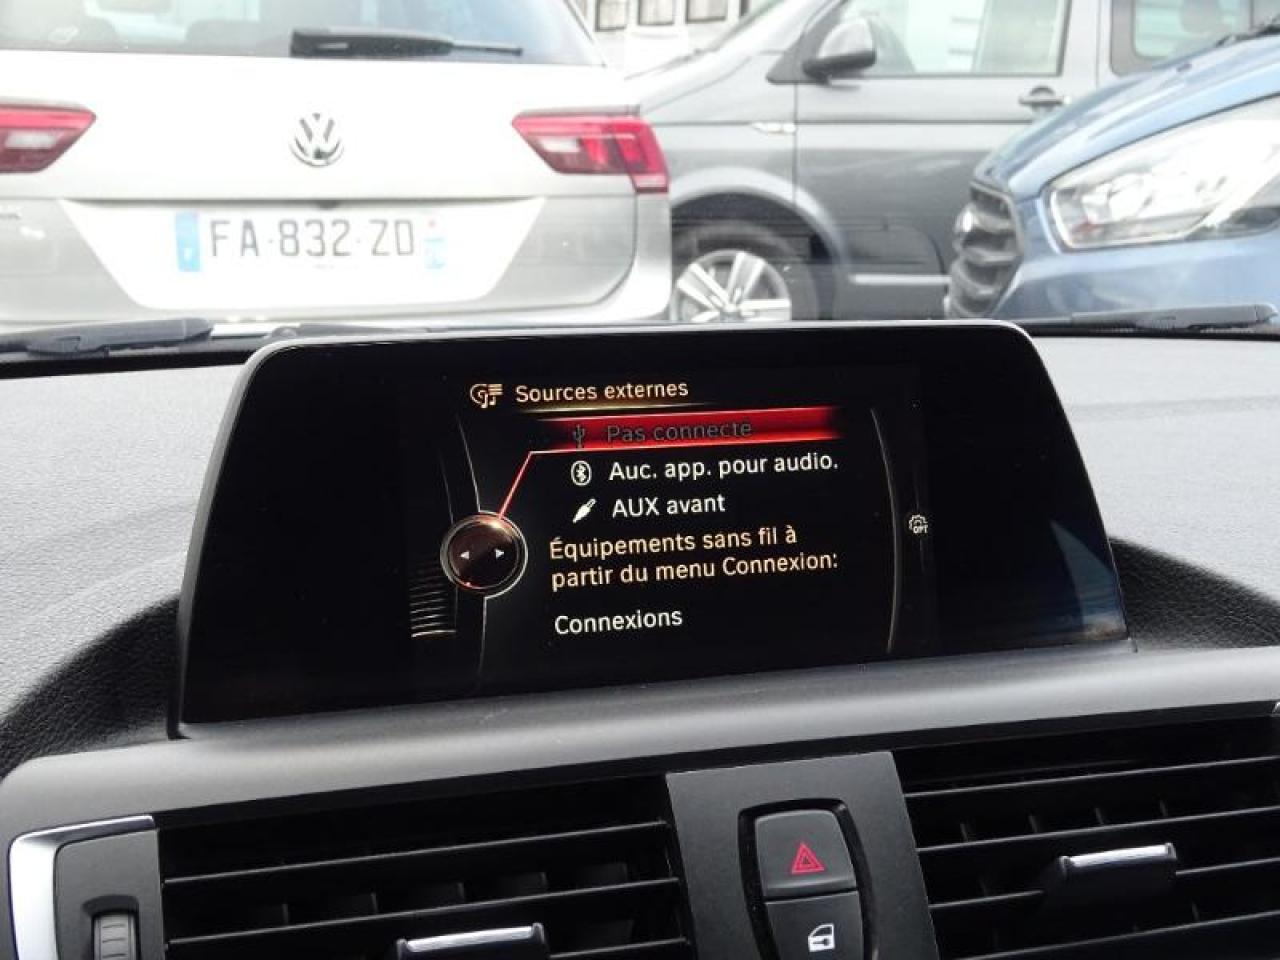 FA-832-ZD
Sources externes
Pas connecté
Auc. app. pour audio.
AUX avant
OPT
Équipements sans fil à
partir du menu Connexion:
Connexions